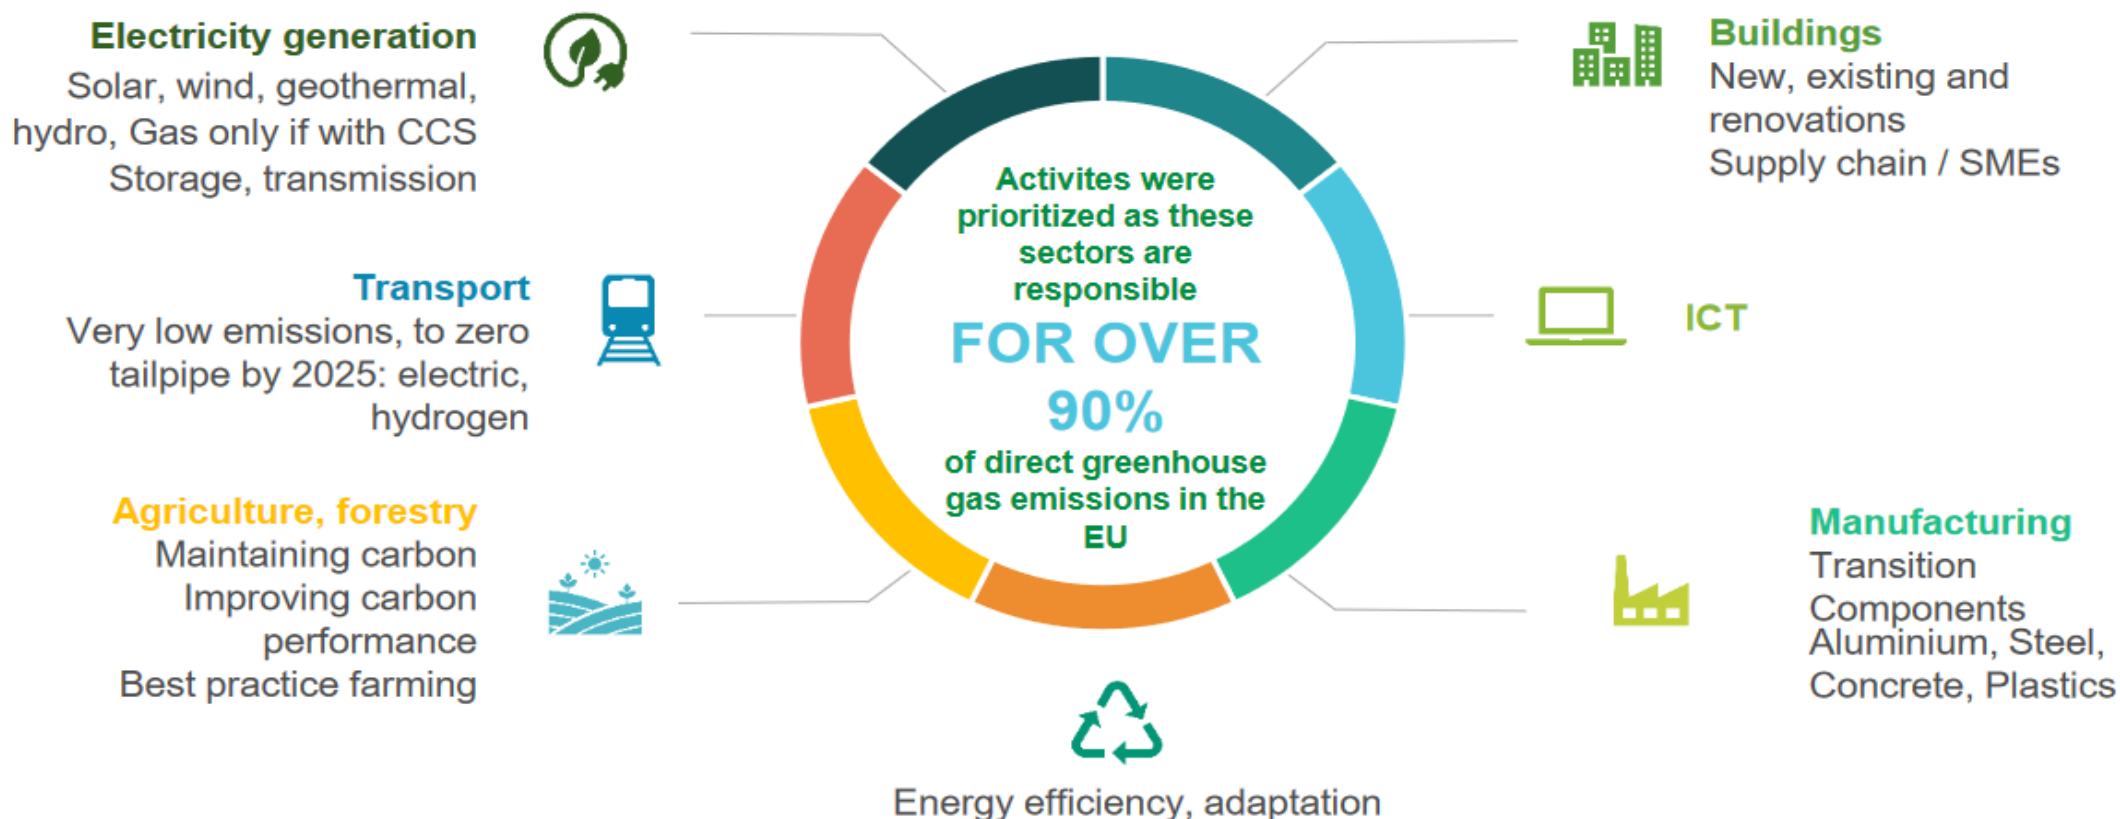 Electricity generation
Solar, wind, geothermal,
hydro, Gas only if with CCS
Storage, transmission
Transport
Very low emissions, to zero
tailpipe by 2025: electric,
hydrogen
Agriculture, forestry
Maintaining carbon
Improving carbon
performance
Best practice farming
Activites were
prioritized as these
sectors are
responsible
FOR OVER
90%
of direct greenhouse
gas emissions in the
EU
Buildings
New, existing and
renovations
Supply chain / SMEs
ICT
Manufacturing
Transition
Components
Aluminium, Steel,
Concrete, Plastics
Energy efficiency, adaptation